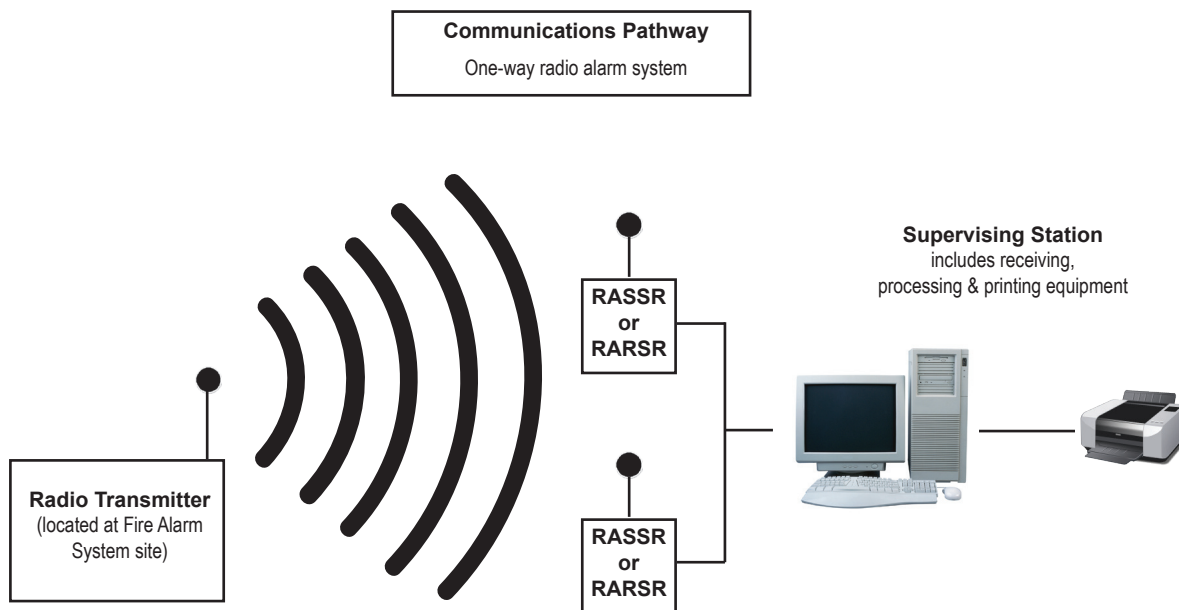 Communications Pathway
One-way radio alarm system
RASSR
or
RARSR
Supervising Station
includes receiving,
processing & printing equipment
Radio Transmitter
(located at Fire Alarm
System site)
RASSR
or
RARSR